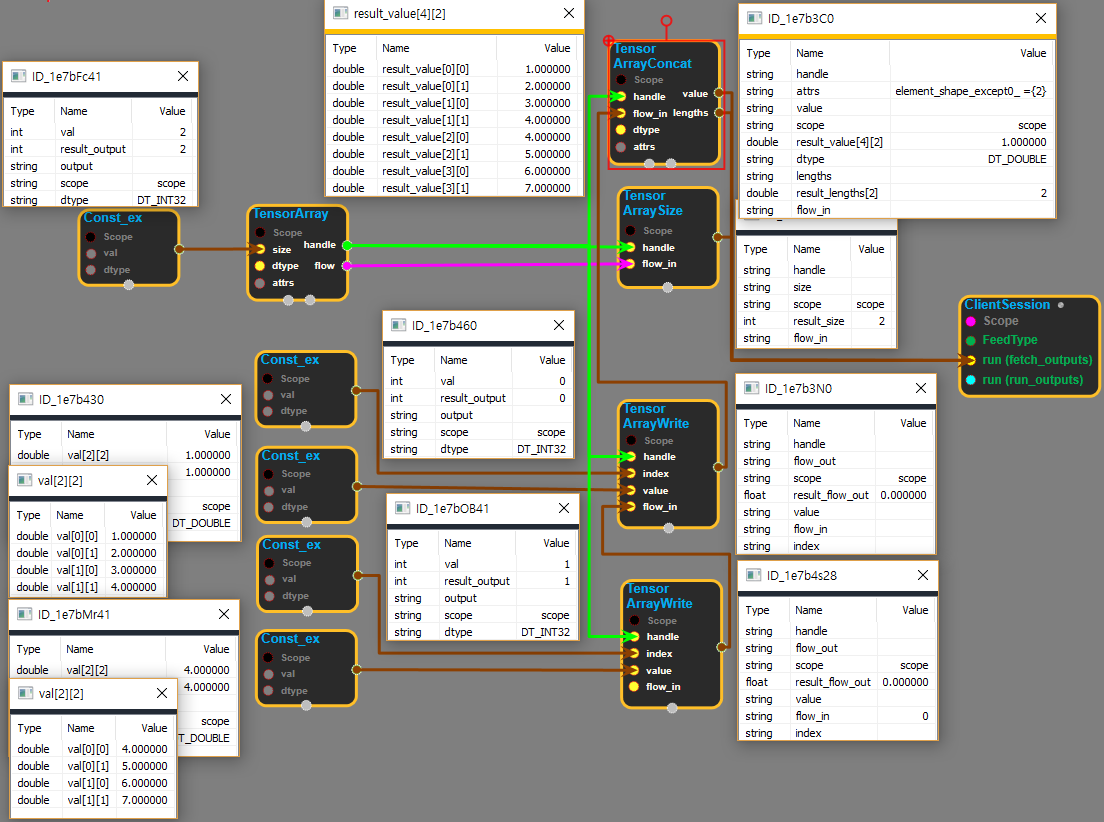 result_value[4][2]
Type Name Value
double result_value[0][0] 1.000000
double result_value[0][1] 2.000000
double result_value[1][0] 3.000000
double result_value[1][1] 4.000000
double result_value[2][0] 4.000000
double result_value[2][1] 5.000000
double result_value[3][0] 6.000000
double result_value[3][1] 7.000000
ID_1e7b3C0
Type Name Value
string handle
string attrs element_shape_except0_ ={2}
string value
string scope scope
double result_value[4][2] 1.000000
string dtype DT_DOUBLE
string lengths
double result_lengths[2] 2
string flow_in
Tensor
ArrayConcat
Scope
handle value
flow_in lengths
dtype
attrs
ID_1e7bFc41
Type Name Value
int val 2
int result_output 2
string output
string scope scope
string dtype DT_INT32
Const_ex
Scope
val
dtype
TensorArray
Scope
size handle
dtype flow
attrs
Tensor
ArraySize
Scope
handle
flow_in
Type Name Value
string handle
string size
string scope scope
int result_size 2
string flow_in
ClientSession
Scope
FeedType
run (fetch_outputs)
run (run_outputs)
ID_1e7b460
Type Name Value
int val 0
int result_output 0
string output
string scope scope
string dtype DT_INT32
Const_ex
Scope
val
dtype
Const_ex
Scope
val
dtype
Const_ex
Scope
val
dtype
Const_ex
Scope
val
dtype
Tensor
ArrayWrite
Scope
handle
index
value
flow_in
ID_1e7b3N0
Type Name Value
string handle
string flow_out
string scope scope
float result_flow_out 0.000000
string value
string flow_in
string index
ID_1e7b430
Type Name Value
double val[2][2] 1.000000
1.000000
scope
DT_DOUBLE
val[2][2]
Type Name Value
double val[0][0] 1.000000
double val[0][1] 2.000000
double val[1][0] 3.000000
double val[1][1] 4.000000
ID_1e7bOB41
Type Name Value
int val 1
int result_output 1
string output
string scope scope
string dtype DT_INT32
Tensor
ArrayWrite
Scope
handle
index
value
flow_in
ID_1e7b4s28
Type Name Value
string handle
string flow_out
string scope scope
float result_flow_out 0.000000
string value
string flow_in 0
string index
ID_1e7bMr41
Type Name Value
double val[2][2] 4.000000
4.000000
scope
T_DOUBLE
val[2][2]
Type Name Value
double val[0][0] 4.000000
double val[0][1] 5.000000
double val[1][0] 6.000000
double val[1][1] 7.000000